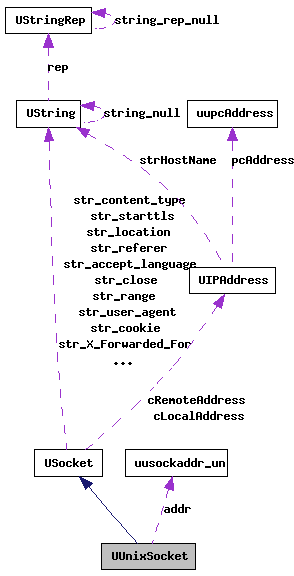 UStringRep
string_rep_null
rep
UString
string_null
uupcAddress
strHostName
pcAddress
str_content_type
str_starttls
str_location
str_referer
str_accept_language
str_close
str_range
str_user_agent
str_cookie
str_X_Forwarded_For
...
UIPAddress
cRemoteAddress
cLocalAddress
USocket
uusockaddr_un
addr
UUnixSocket